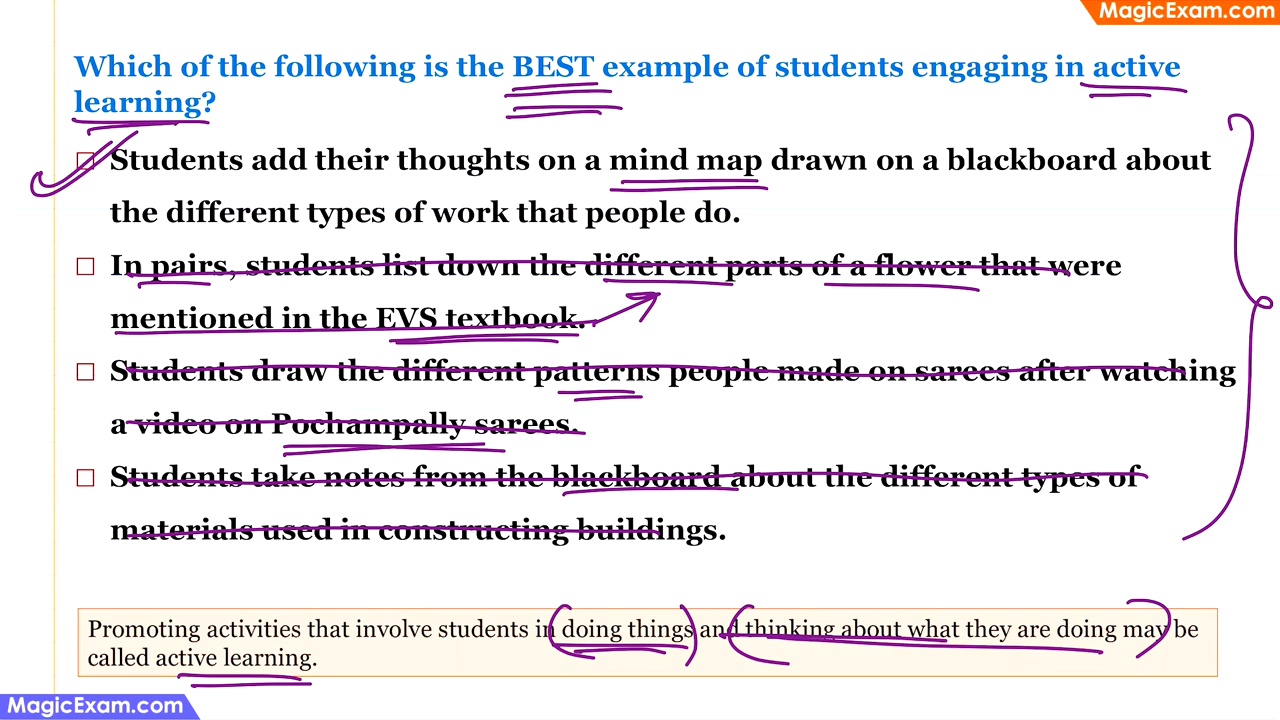 MagicExam.com
Which of the following is the BEST example of students engaging in active
learning?
Students add their thoughts on a mind map drawn on a blackboard about
the different types of work that people do.
In pairs, students list down the different parts of a flower that were
mentioned in the EVS textbook.
Students draw the different patterns people made on sarees after watching
a video on Pochampally sarees.
Students take notes from the blackboard about the different types of
materials used in constructing buildings.
Promoting activities that involve students in doing things and thinking about what they are doing may be
called active learning.
MagicExam.com